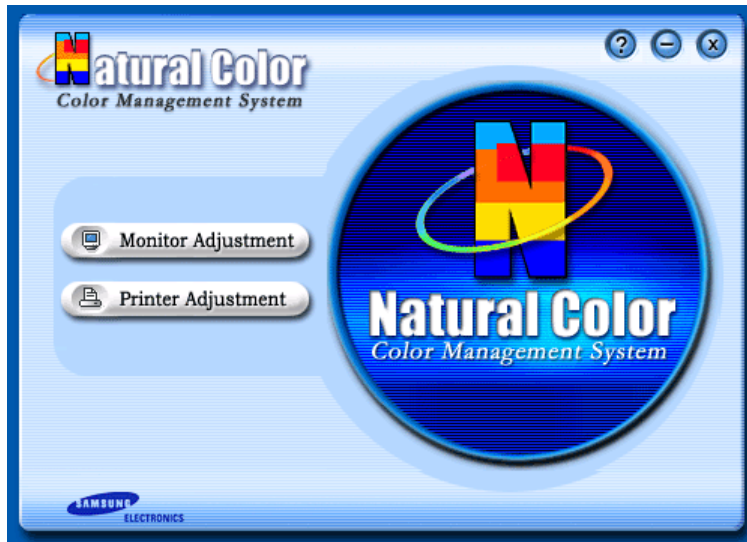 Natural Color
Color Management System
? – x
Monitor Adjustment
Printer Adjustment
N
Natural Color
Color Management System
SAMSUNG
ELECTRONICS